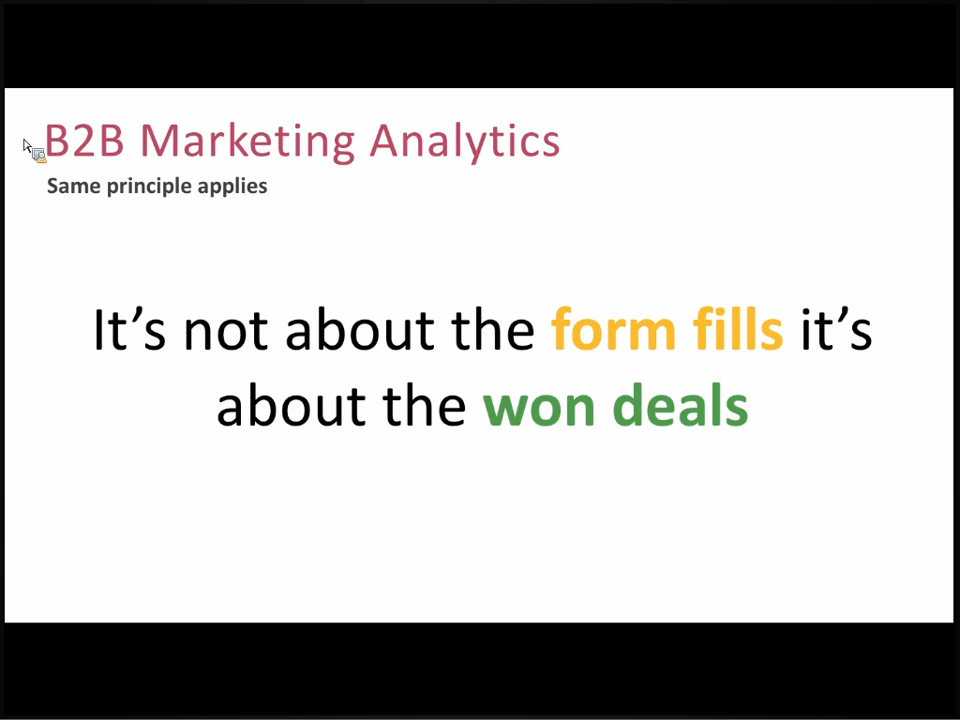 B2B Marketing Analytics
Same principle applies
It’s not about the form fills it’s
about the won deals